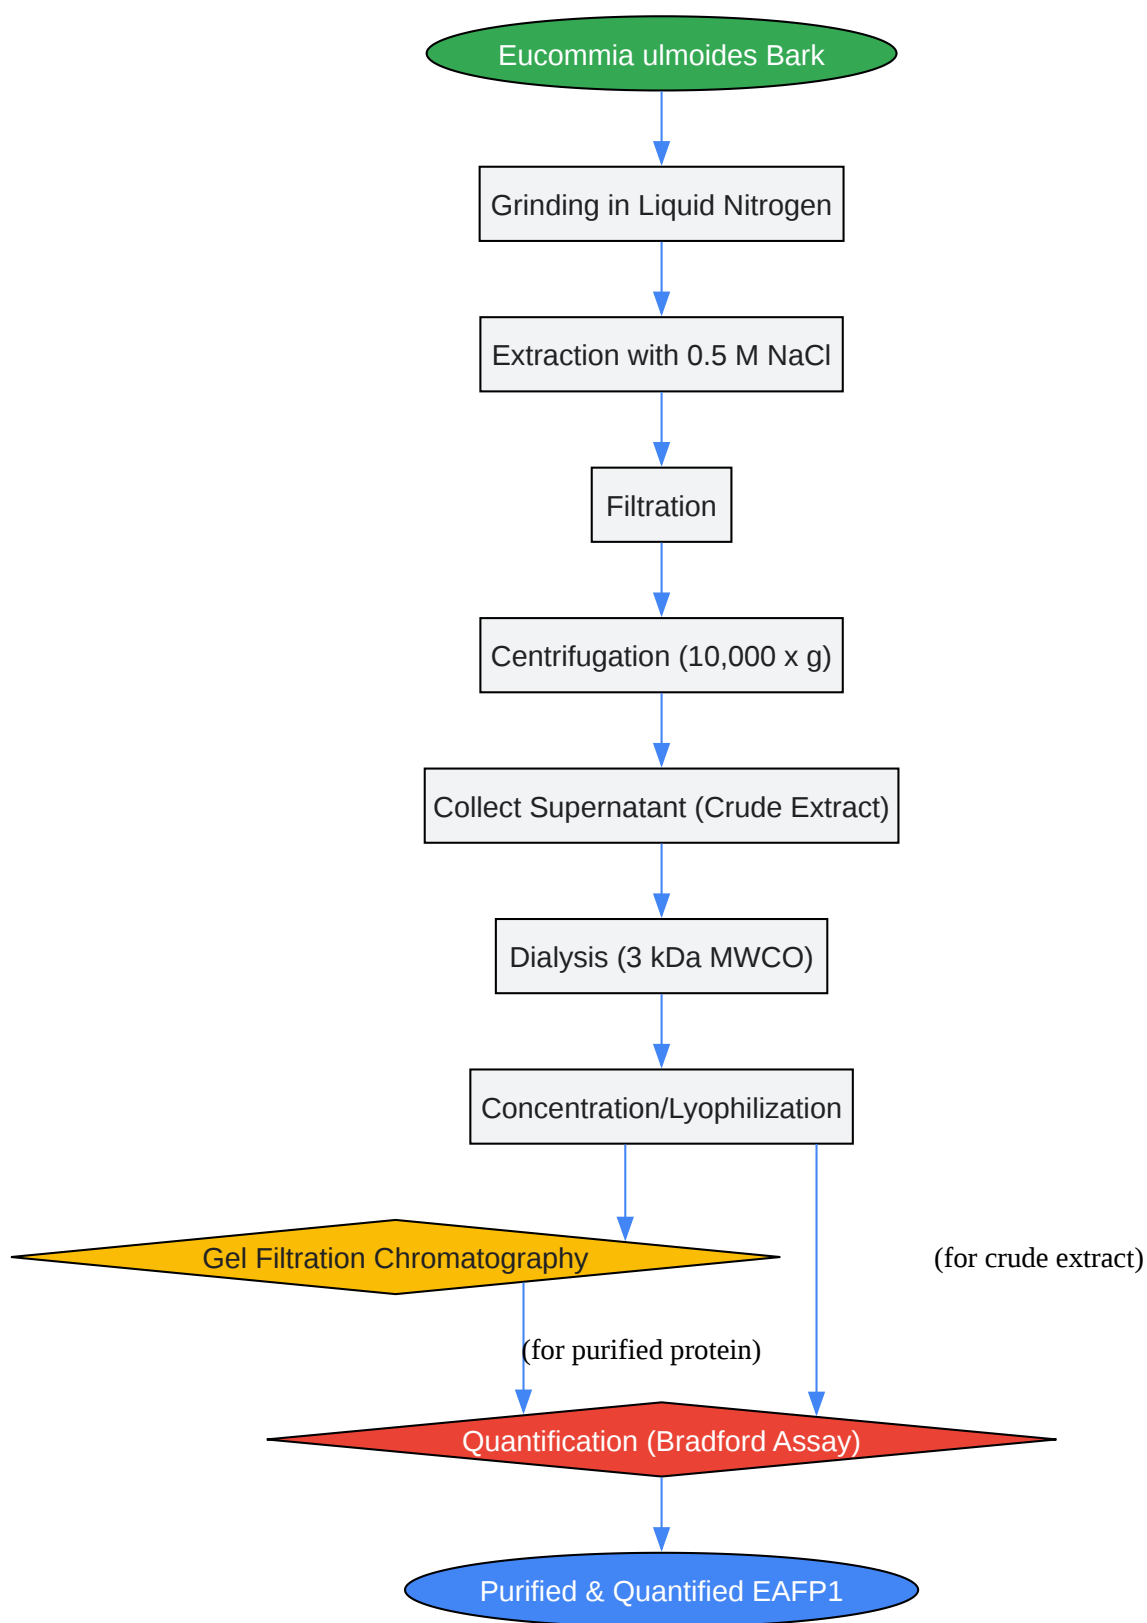 Eucommia ulmoides Bark
Grinding in Liquid Nitrogen
Extraction with 0.5 M NaCl
Filtration
Centrifugation (10,000 x g)
Collect Supernatant (Crude Extract)
Dialysis (3 kDa MWCO)
Concentration/Lyophilization
Gel Filtration Chromatography
(for crude extract)
(for purified protein)
Quantification (Bradford Assay)
Purified & Quantified EAFP1